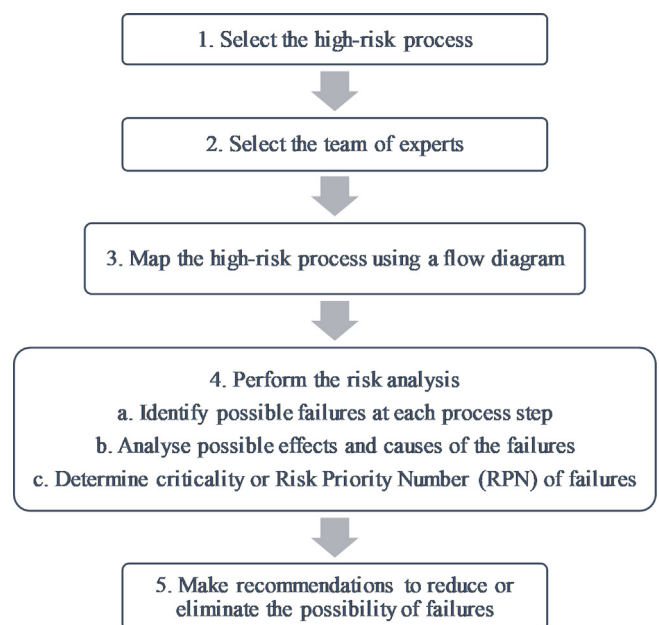 1. Select the high-risk process
2. Select the team of experts
3. Map the high-risk process using a flow diagram
4. Perform the risk analysis
a. Identify possible failures at each process step
b. Analyse possible effects and causes of the failures
c. Determine criticality or Risk Priority Number (RPN) of failures
5. Make recommendations to reduce or
eliminate the possibility of failures